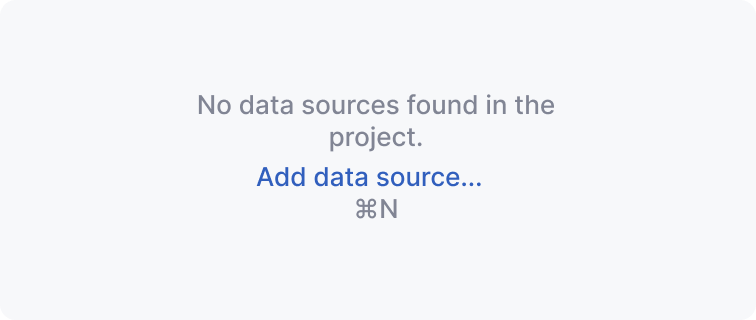 No data sources found in the
project.
Add data source...
⌘N